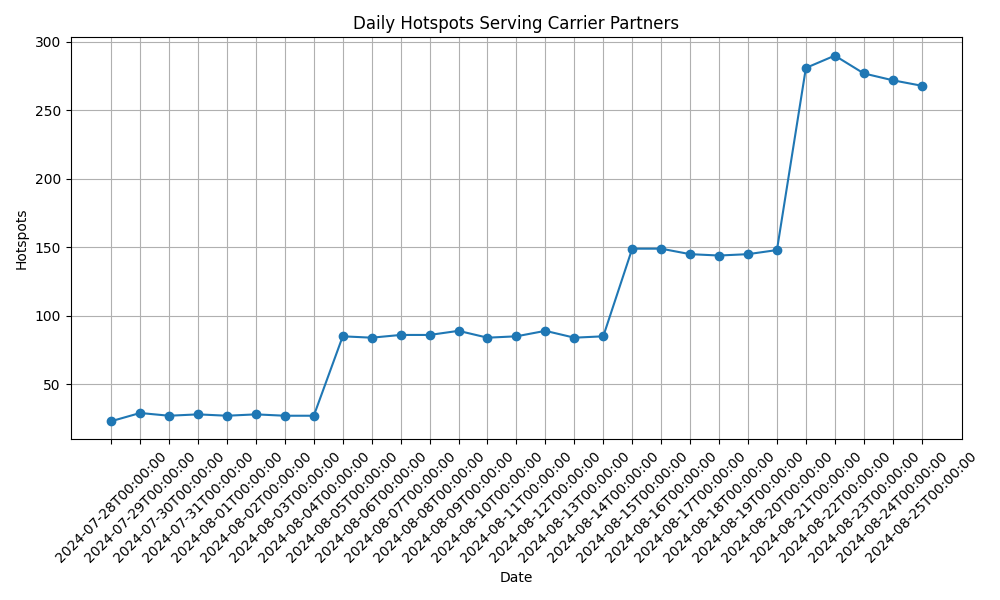 Daily Hotspots Serving Carrier Partners
300
250
200
150
100
50
Hotspots
2024-07-28T00:00:00
2024-07-29T00:00:00
2024-07-30T00:00:00
2024-07-31T00:00:00
2024-08-01T00:00:00
2024-08-02T00:00:00
2024-08-03T00:00:00
2024-08-04T00:00:00
2024-08-05T00:00:00
2024-08-06T00:00:00
2024-08-07T00:00:00
2024-08-08T00:00:00
2024-08-09T00:00:00
2024-08-10T00:00:00
2024-08-11T00:00:00
2024-08-12T00:00:00
2024-08-13T00:00:00
2024-08-14T00:00:00
2024-08-15T00:00:00
2024-08-16T00:00:00
2024-08-17T00:00:00
2024-08-18T00:00:00
2024-08-19T00:00:00
2024-08-20T00:00:00
2024-08-21T00:00:00
2024-08-22T00:00:00
2024-08-23T00:00:00
2024-08-24T00:00:00
2024-08-25T00:00:00
Date